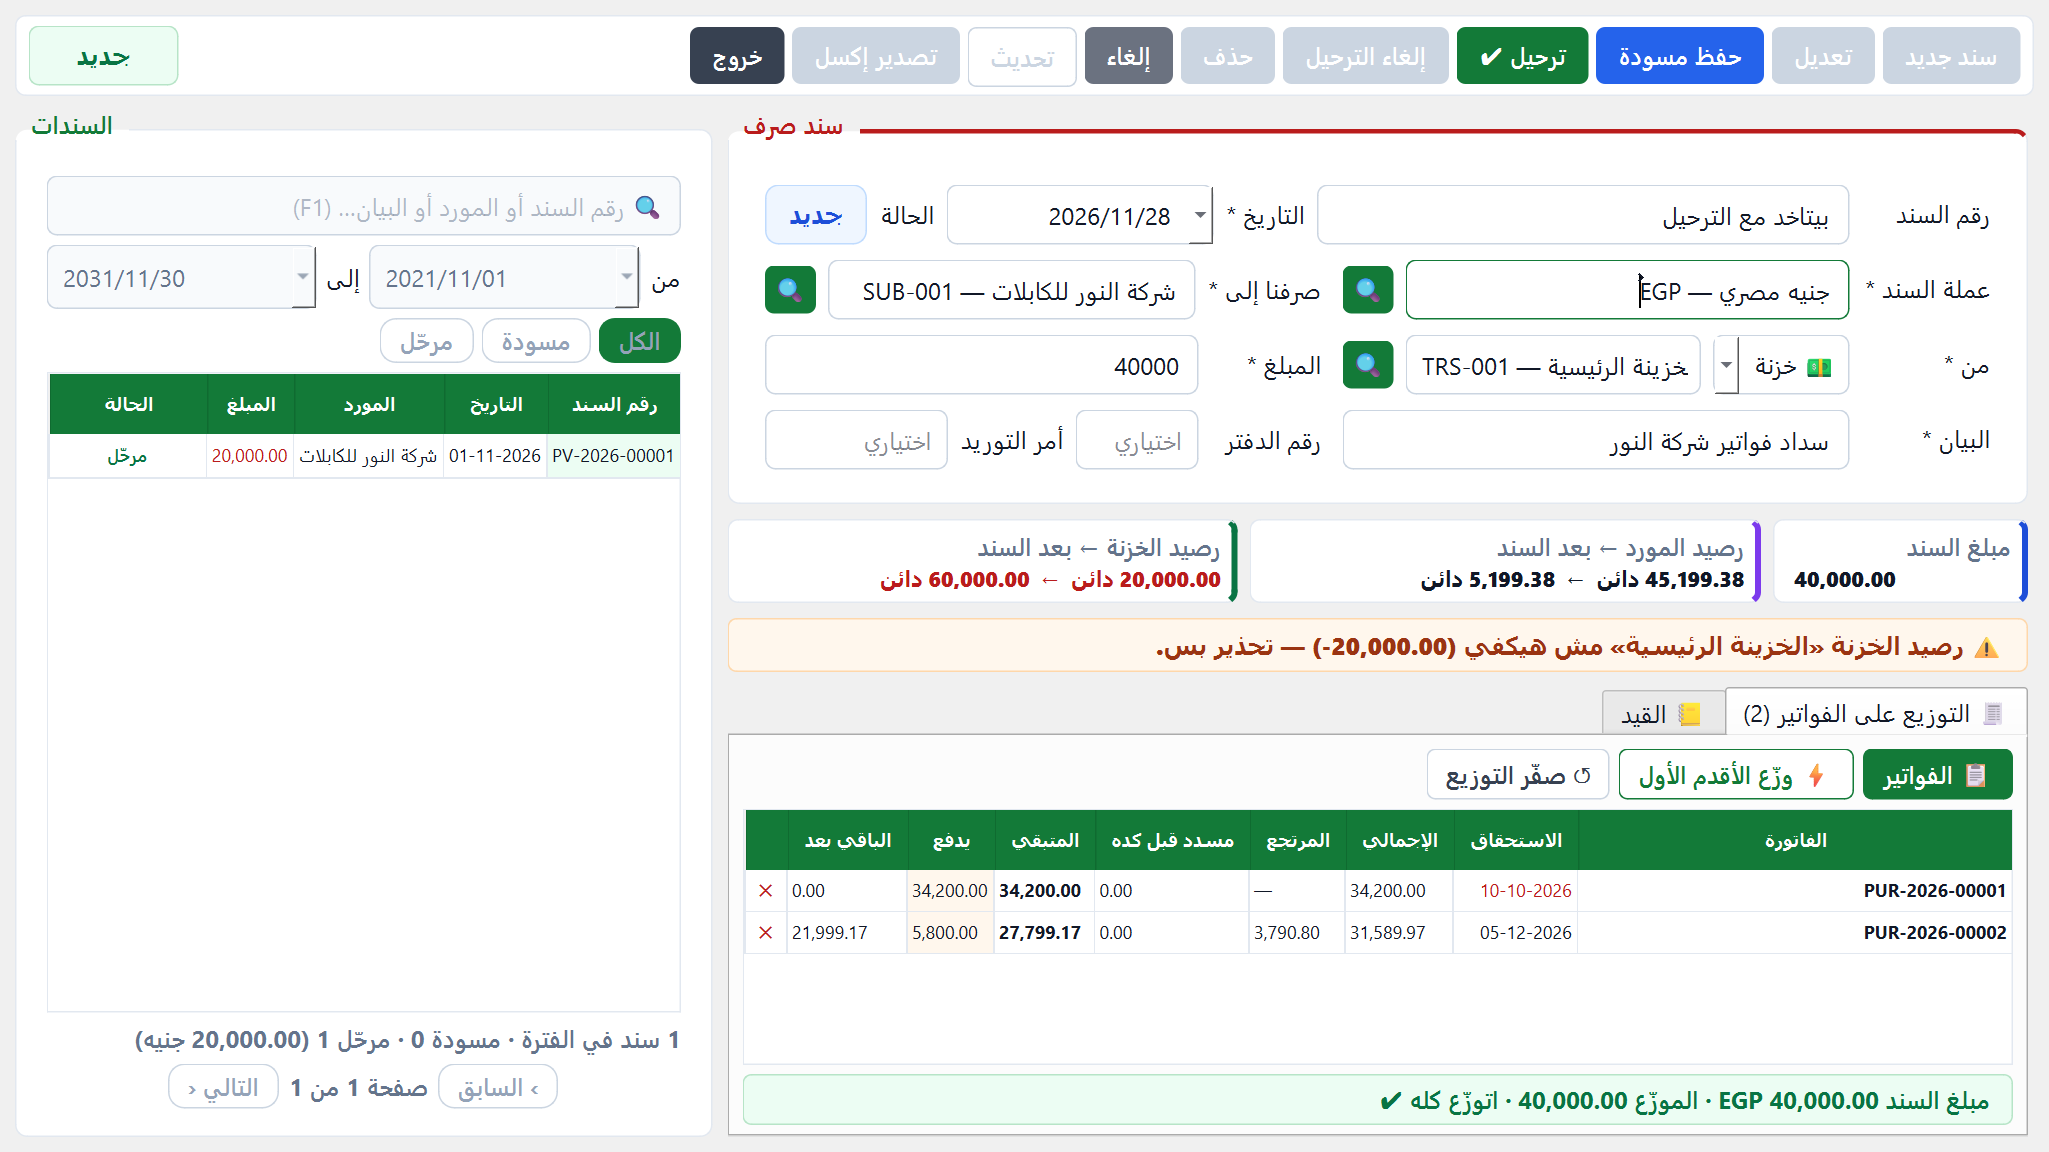 سند جديد
تعديل
حفظ مسودة
ترحيل ✔
إلغاء الترحيل
حذف
إلغاء
تحديث
تصدير إكسل
خروج
جديد
سند صرف
رقم السند
بيتاخد مع الترحيل
التاريخ *
2026/11/28
الحالة
جديد
عملة السند *
جنيه مصري — EGP
صرفنا إلى *
شركة النور للكابلات — SUB-001
من *
خزنة
خزينة الرئيسية — TRS-001
المبلغ *
40000
البيان *
سداد فواتير شركة النور
رقم الدفتر
اختياري
أمر التوريد
اختياري
مبلغ السند
40,000.00
رصيد المورد ← بعد السند
45,199.38 دائن ← 5,199.38 دائن
رصيد الخزنة ← بعد السند
20,000.00 دائن ← 60,000.00 دائن
⚠ رصيد الخزنة «الخزينة الرئيسية» مش هيكفي (20,000.00-) — تحذير بس.
التوزيع على الفواتير (2)
القيد
الفواتير
وزّع الأقدم الأول
↺ صفّر التوزيع
الفاتورة الاستحقاق الإجمالي المرتجع مسدد قبل كده المتبقي يدفع الباقي بعد
PUR-2026-00001 10-10-2026 34,200.00 — 0.00 34,200.00 34,200.00 0.00 ×
PUR-2026-00002 05-12-2026 31,589.97 3,790.80 0.00 27,799.17 5,800.00 21,999.17 ×
مبلغ السند 40,000.00 EGP · الموزّع 40,000.00 · اتوزّع كله ✔
السندات
رقم السند أو المورد أو البيان... (F1)
من
2021/11/01
إلى
2031/11/30
الكل
مسودة
مرحّل
رقم السند التاريخ المورد المبلغ الحالة
PV-2026-00001 01-11-2026 شركة النور للكابلات 20,000.00 مرحّل
1 سند في الفترة · مسودة 0 · مرحّل 1 (20,000.00 جنيه)
› السابق
صفحة 1 من 1
التالي ‹